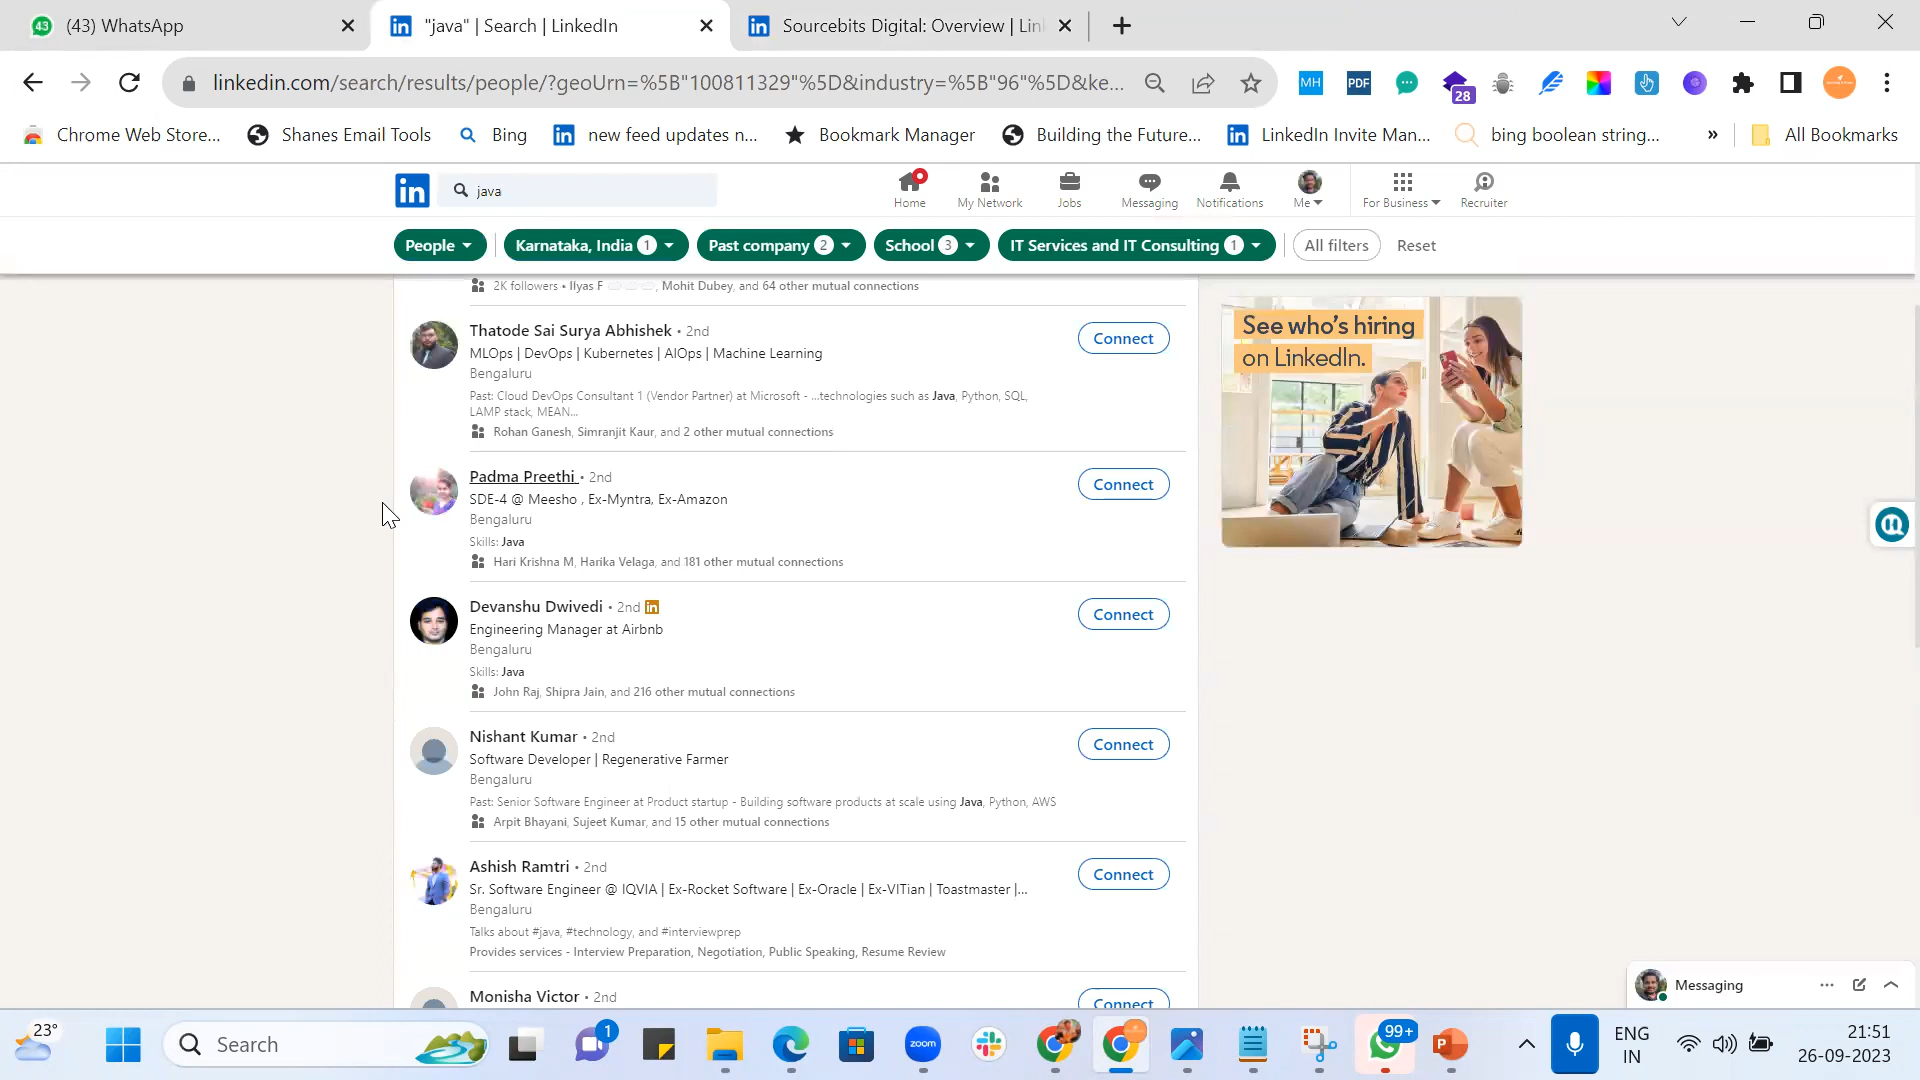 43
(43) WhatsApp
"java" | Search | LinkedIn
Sourcebits Digital: Overview | Lin
linkedin.com/search/results/people/?geoUrn=%5B"100811329"%5D&industry=%5B"96"%5D&ke...
MH
PDF
28
Chrome Web Store...
Shanes Email Tools
Bing
new feed updates n...
Bookmark Manager
Building the Future...
LinkedIn Invite Man...
bing boolean string...
»
All Bookmarks
in
java
Home
My Network
Jobs
Messaging
Notifications
Me
For Business
Recruiter
People
Karnataka, India 1
Past company 2
School 3
IT Services and IT Consulting 1
All filters
Reset
2K followers • Ilyas F , Mohit Dubey, and 64 other mutual connections
Thatode Sai Surya Abhishek • 2nd
Connect
MLOps | DevOps | Kubernetes | AIOps | Machine Learning
Bengaluru
Past: Cloud DevOps Consultant 1 (Vendor Partner) at Microsoft - ...technologies such as Java, Python, SQL,
LAMP stack, MEAN...
Rohan Ganesh, Simranjit Kaur, and 2 other mutual connections
Padma Preethi • 2nd
Connect
SDE-4 @ Meesho , Ex-Myntra, Ex-Amazon
Bengaluru
Skills: Java
Hari Krishna M, Harika Velaga, and 181 other mutual connections
Devanshu Dwivedi • 2nd in
Connect
Engineering Manager at Airbnb
Bengaluru
Skills: Java
John Raj, Shipra Jain, and 216 other mutual connections
Nishant Kumar • 2nd
Connect
Software Developer | Regenerative Farmer
Bengaluru
Past: Senior Software Engineer at Product startup - Building software products at scale using Java, Python, AWS
Arpit Bhayani, Sujeet Kumar, and 15 other mutual connections
Ashish Ramtri • 2nd
Connect
Sr. Software Engineer @ IQVIA | Ex-Rocket Software | Ex-Oracle | Ex-VITian | Toastmaster |...
Bengaluru
Talks about #java, #technology, and #interviewprep
Provides services - Interview Preparation, Negotiation, Public Speaking, Resume Review
Monisha Victor • 2nd
Connect
See who's hiring
on LinkedIn.
Messaging
23°
Search
1
zoom
99+
P
ENG
IN
21:51
26-09-2023